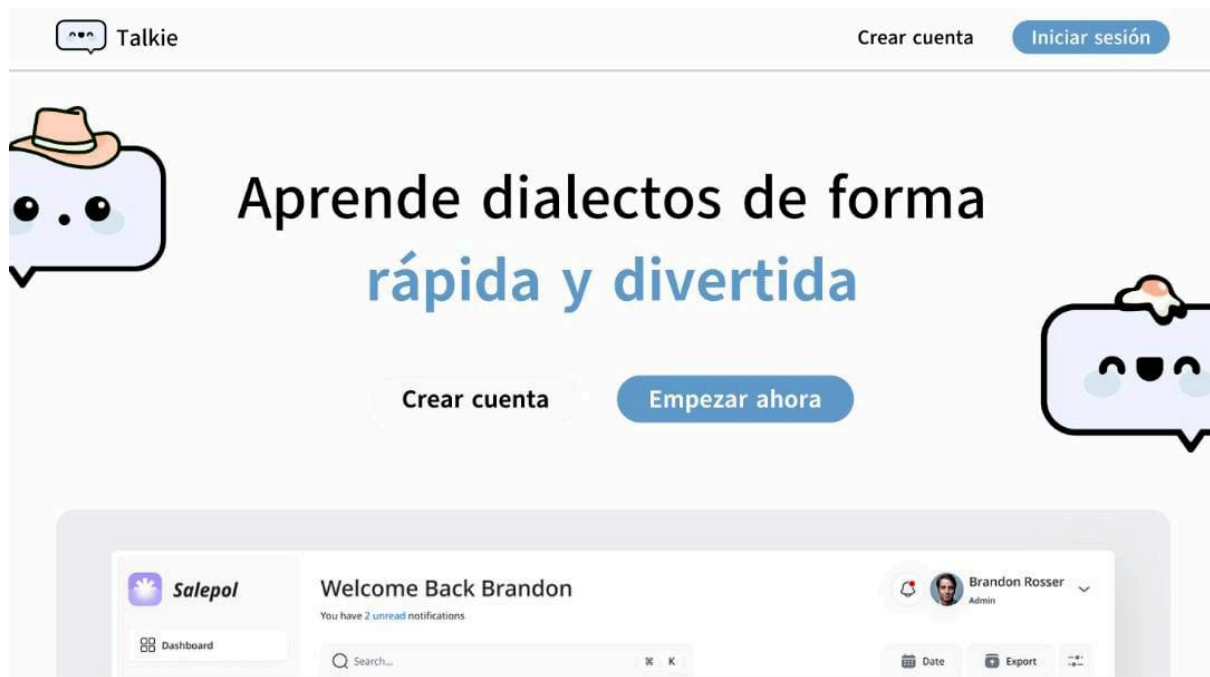 Talkie
Crear cuenta
Iniciar sesión
Aprende dialectos de forma
rápida y divertida
Crear cuenta
Empezar ahora
Salepol
Welcome Back Brandon
Brandon Rosser
Admin
You have 2 unread notifications
Dashboard
Search...
⌘ K
Date
Export